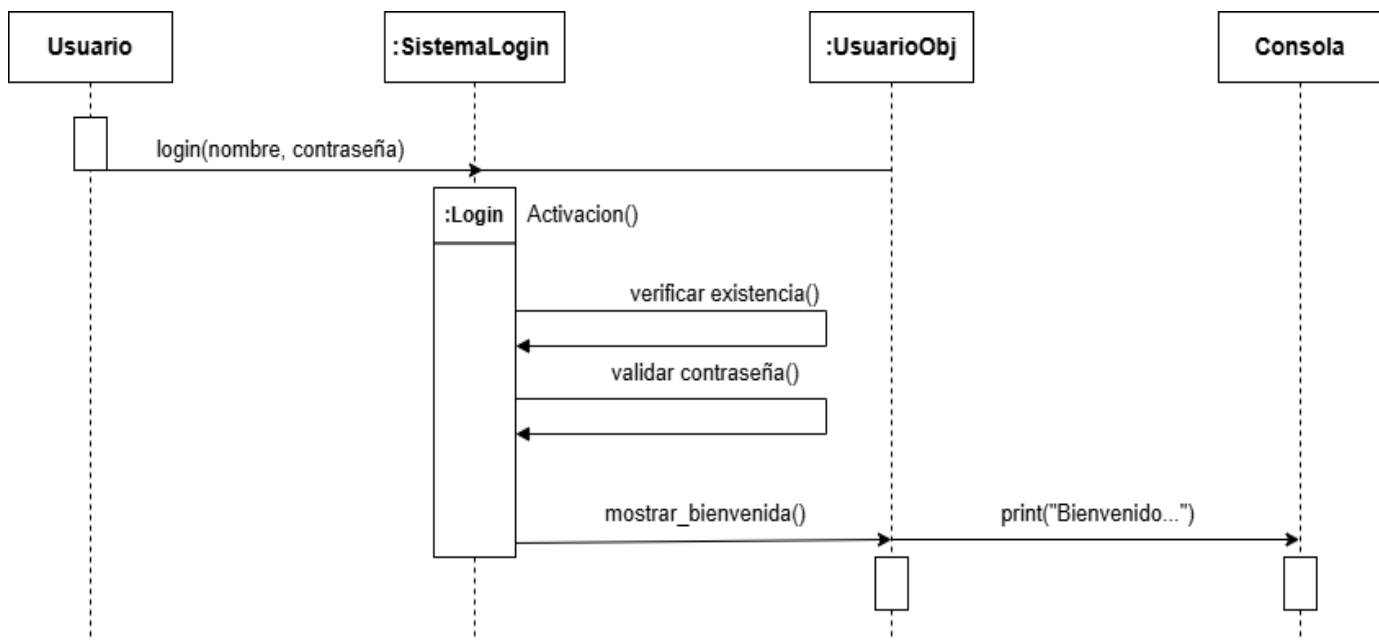 Usuario
:SistemaLogin
:UsuarioObj
Consola
login(nombre, contraseña)
:Login
Activacion()
verificar existencia()
validar contraseña()
mostrar_bienvenida()
print("Bienvenido...")